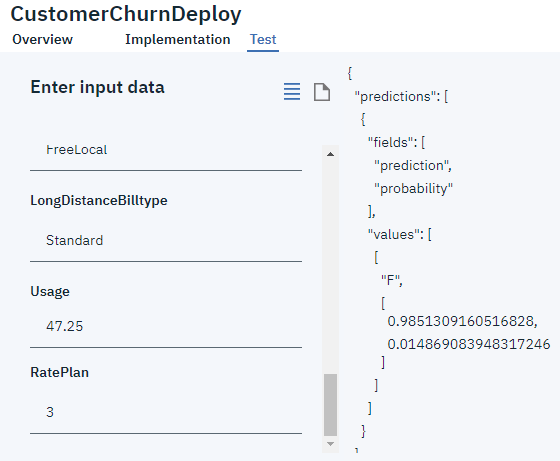 CustomerChurnDeploy
Overview Implementation Test
Enter input data
FreeLocal
LongDistanceBilltype
Standard
Usage
47.25
RatePlan
3
{
"predictions": [
{
"fields": [
"prediction",
"probability"
],
"values": [
[
"F",
[
0.9851309160516828,
0.014869083948317246
]
]
]
}
]